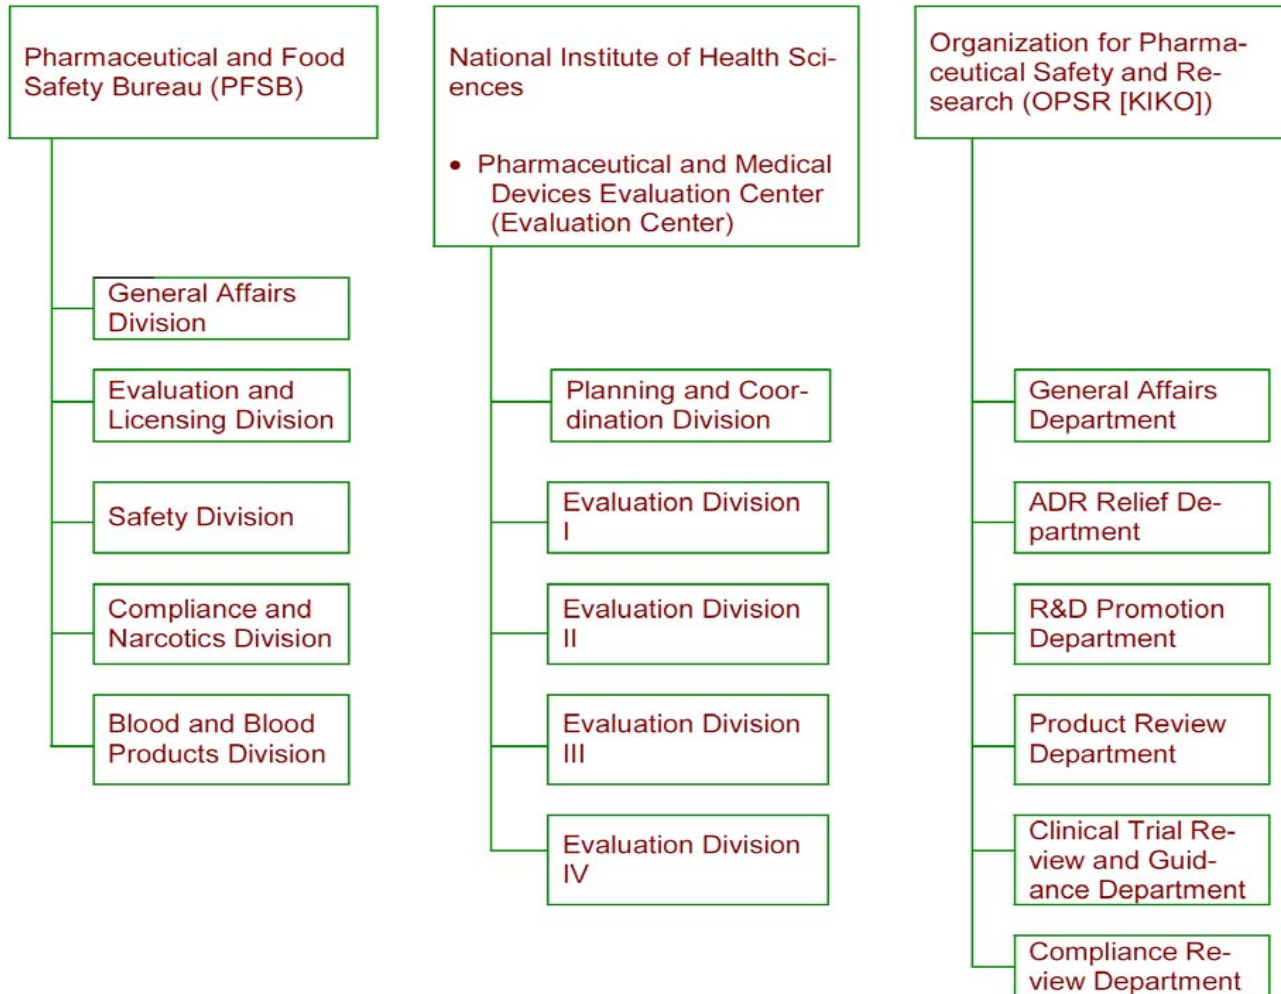 Pharmaceutical and Food
Safety Bureau (PFSB)
General Affairs
Division
Evaluation and
Licensing Division
Safety Division
Compliance and
Narcotics Division
Blood and Blood
Products Division
National Institute of Health Sci-
ences
• Pharmaceutical and Medical
Devices Evaluation Center
(Evaluation Center)
Planning and Coor-
dination Division
Evaluation Division
I
Evaluation Division
II
Evaluation Division
III
Evaluation Division
IV
Organization for Pharma-
ceutical Safety and Re-
search (OPSR [KIKO])
General Affairs
Department
ADR Relief De-
partment
R&D Promotion
Department
Product Review
Department
Clinical Trial Re-
view and Guid-
ance Department
Compliance Re-
view Department